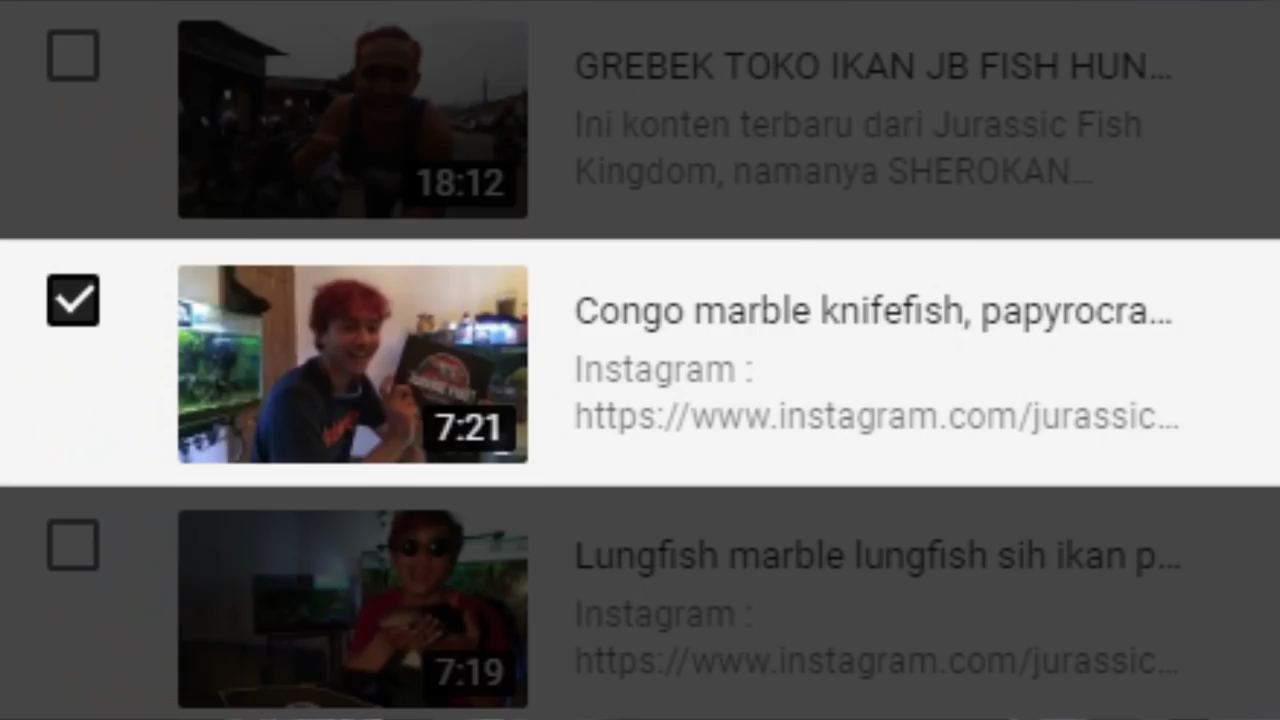 GREBEK TOKO IKAN JB FISH HUN...
Ini konten terbaru dari Jurassic Fish
Kingdom, namanya SHEROKAN...
18:12
Congo marble knifefish, papyrocra...
Instagram :
https://www.instagram.com/jurassic...
7:21
Lungfish marble lungfish sih ikan p...
Instagram :
https://www.instagram.com/jurassic...
7:19